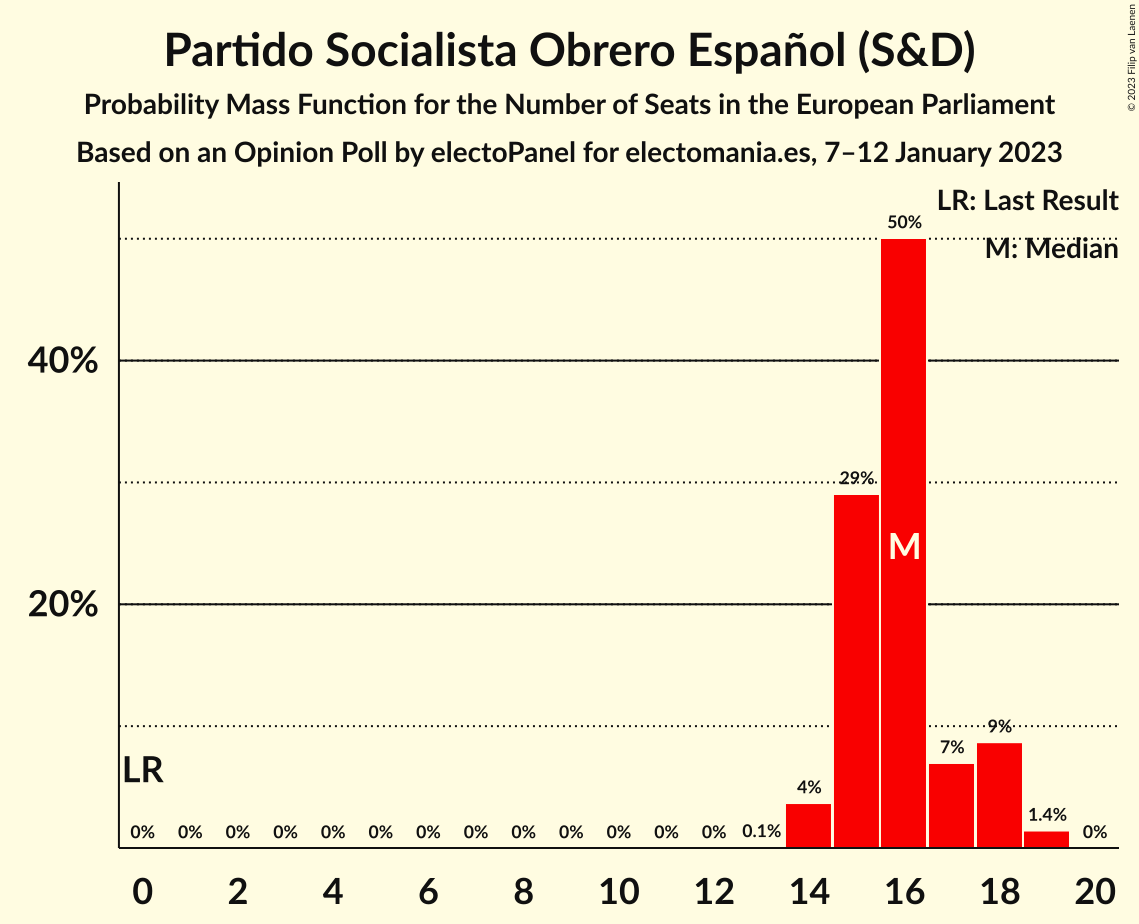 Partido Socialista Obrero Español (S&D)
Probability Mass Function for the Number of Seats in the European Parliament
Based on an Opinion Poll by electoPanel for electomania.es, 7–12 January 2023
© 2023 Filip van Laenen
LR: Last Result
M: Median
50%
40%
29%
M
20%
9%
7%
LR
4%
1.4%
0% 0% 0% 0% 0% 0% 0% 0% 0% 0% 0% 0% 0% 0.1% 0%
0 2 4 6 8 10 12 14 16 18 20